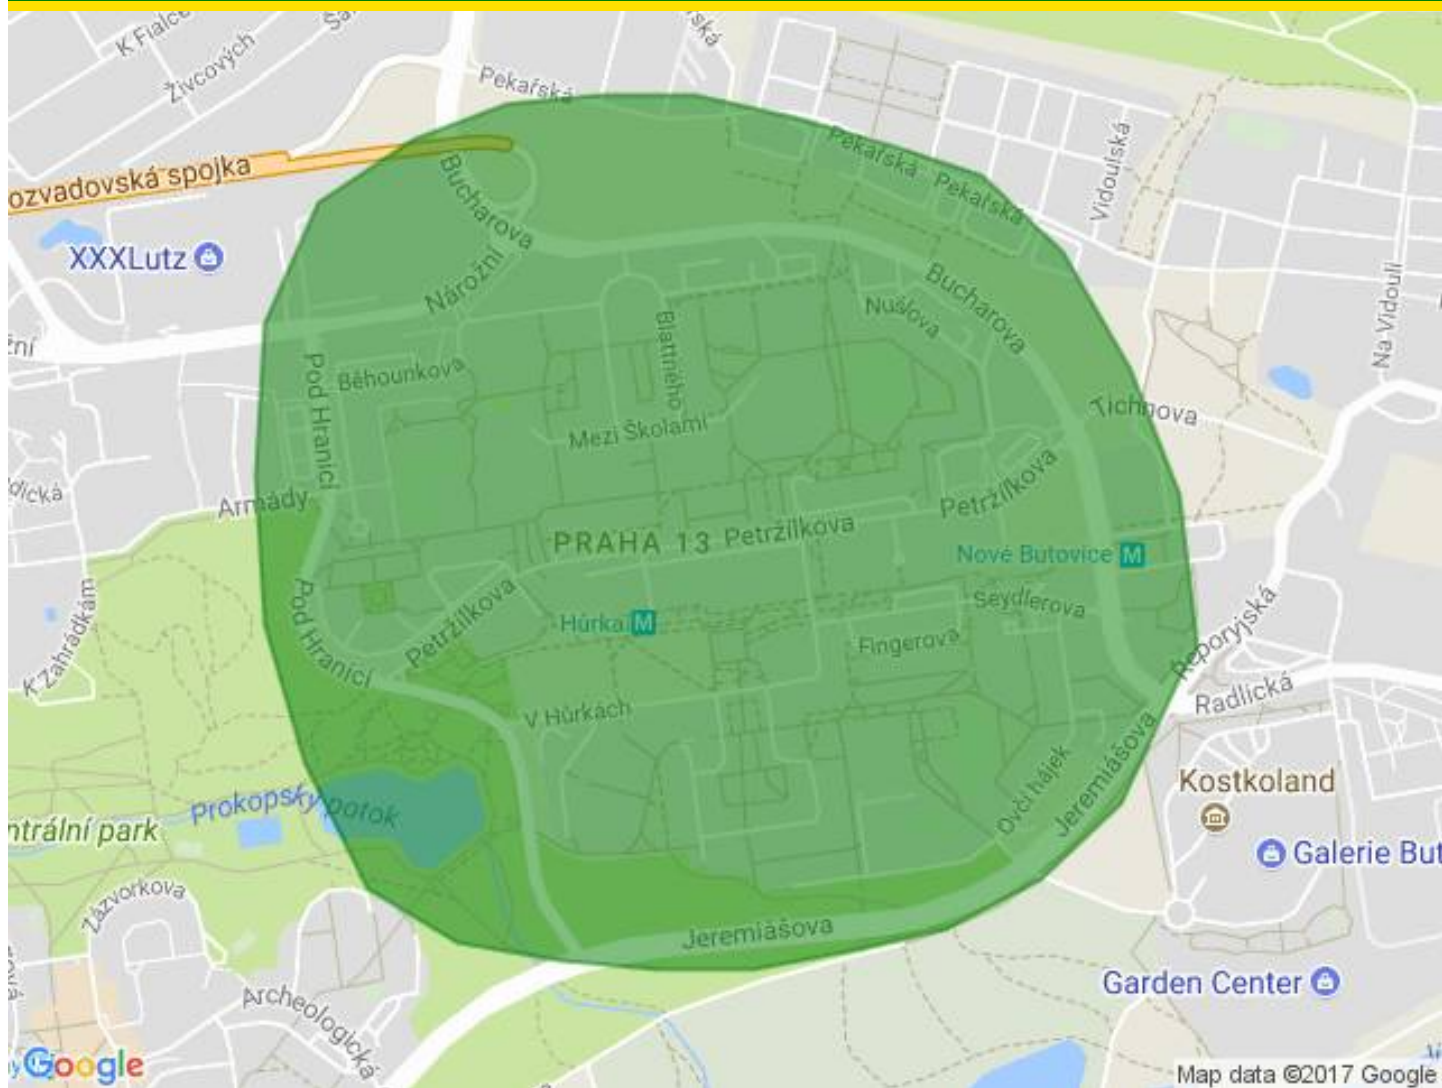 K Fialce
Živcových
Pekařská
Pekařská
Pekařská
Vidoulská
ozvadovská spojka
Bucharova
XXXLutz
Nárožní
Bucharova
Nušlova
Blattného
Na Vidouli
ní
Pod Hranicí
Běhounkova
Tichnova
Mezi Školami
dická
Armády
Petržílkova
PRAHA 13
Petržílkova
Nové Butovice M
Pod Hranicí
Petržílkova
Hůrka M
Seydlerova
Fingerova
K Zahrádkám
Řeporyjská
Radlická
V Hůrkách
Ovčí hájek
Jeremiášova
Kostkoland
Prokopský potok
ntrální park
Galerie But
Zázvorkova
Jeremiášova
Garden Center
Archeologická
Google
Map data ©2017 Google